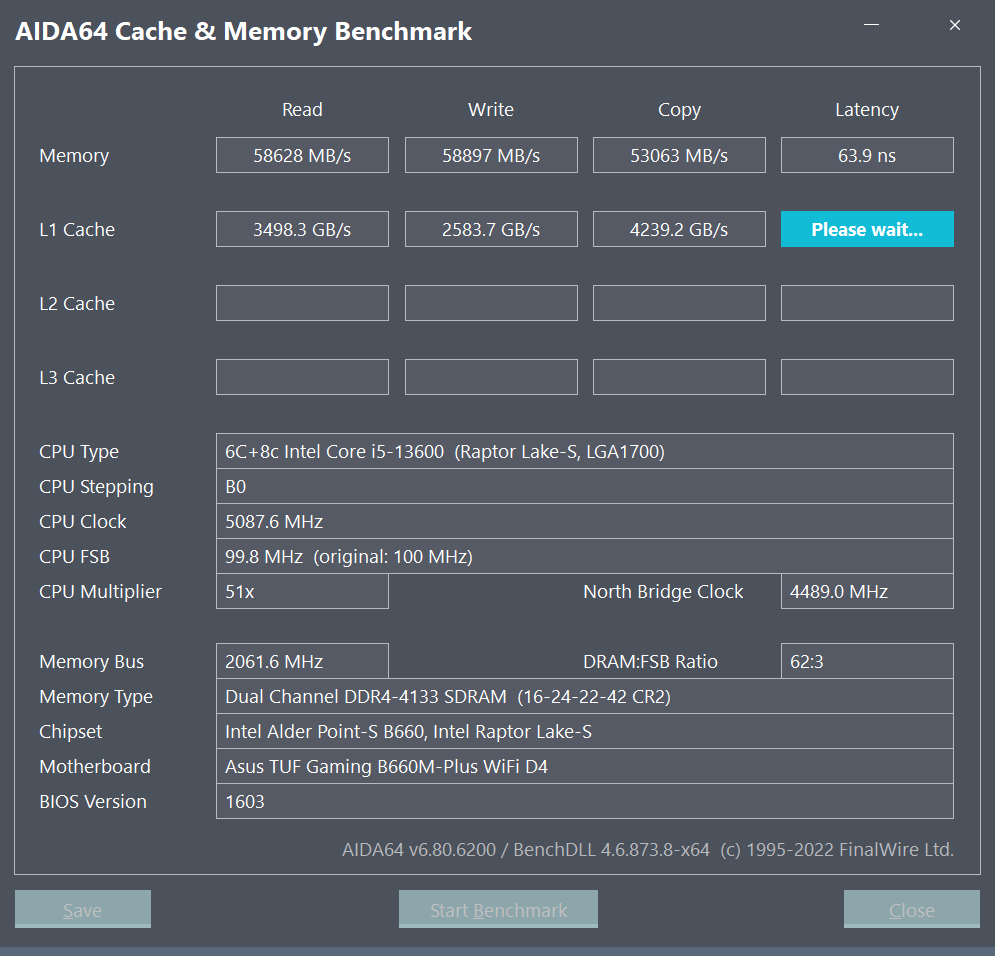 AIDA64 Cache & Memory Benchmark
Read Write Copy Latency
Memory 58628 MB/s 58897 MB/s 53063 MB/s 63.9 ns
L1 Cache 3498.3 GB/s 2583.7 GB/s 4239.2 GB/s Please wait...
L2 Cache
L3 Cache
CPU Type 6C+8c Intel Core i5-13600 (Raptor Lake-S, LGA1700)
CPU Stepping B0
CPU Clock 5087.6 MHz
CPU FSB 99.8 MHz (original: 100 MHz)
CPU Multiplier 51x North Bridge Clock 4489.0 MHz
Memory Bus 2061.6 MHz DRAM:FSB Ratio 62:3
Memory Type Dual Channel DDR4-4133 SDRAM (16-24-22-42 CR2)
Chipset Intel Alder Point-S B660, Intel Raptor Lake-S
Motherboard Asus TUF Gaming B660M-Plus WiFi D4
BIOS Version 1603
AIDA64 v6.80.6200 / BenchDLL 4.6.873.8-x64 (c) 1995-2022 FinalWire Ltd.
Save Start Benchmark Close